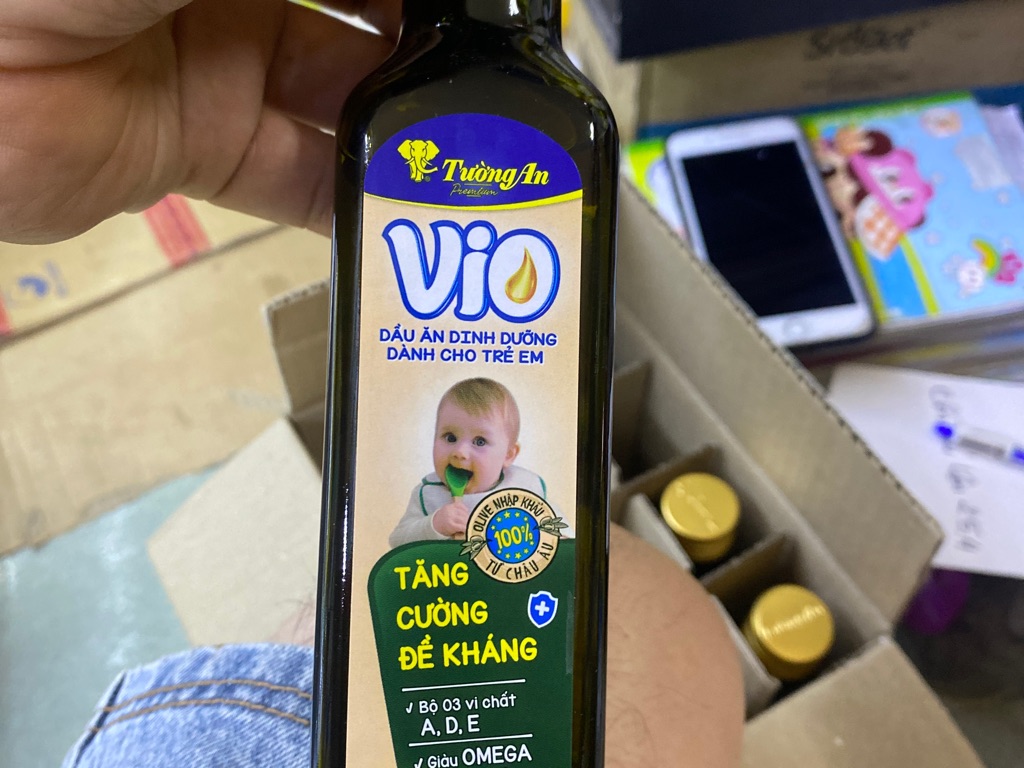 Tường An
Premium
ViO
DẦU ĂN DINH DƯỠNG
DÀNH CHO TRẺ EM
OLIVE NHẬP KHẨU
100%
TỪ CHÂU ÂU
TĂNG
CƯỜNG
ĐỀ KHÁNG
✓ Bộ 03 vi chất
A, D, E
✓ Giàu OMEGA